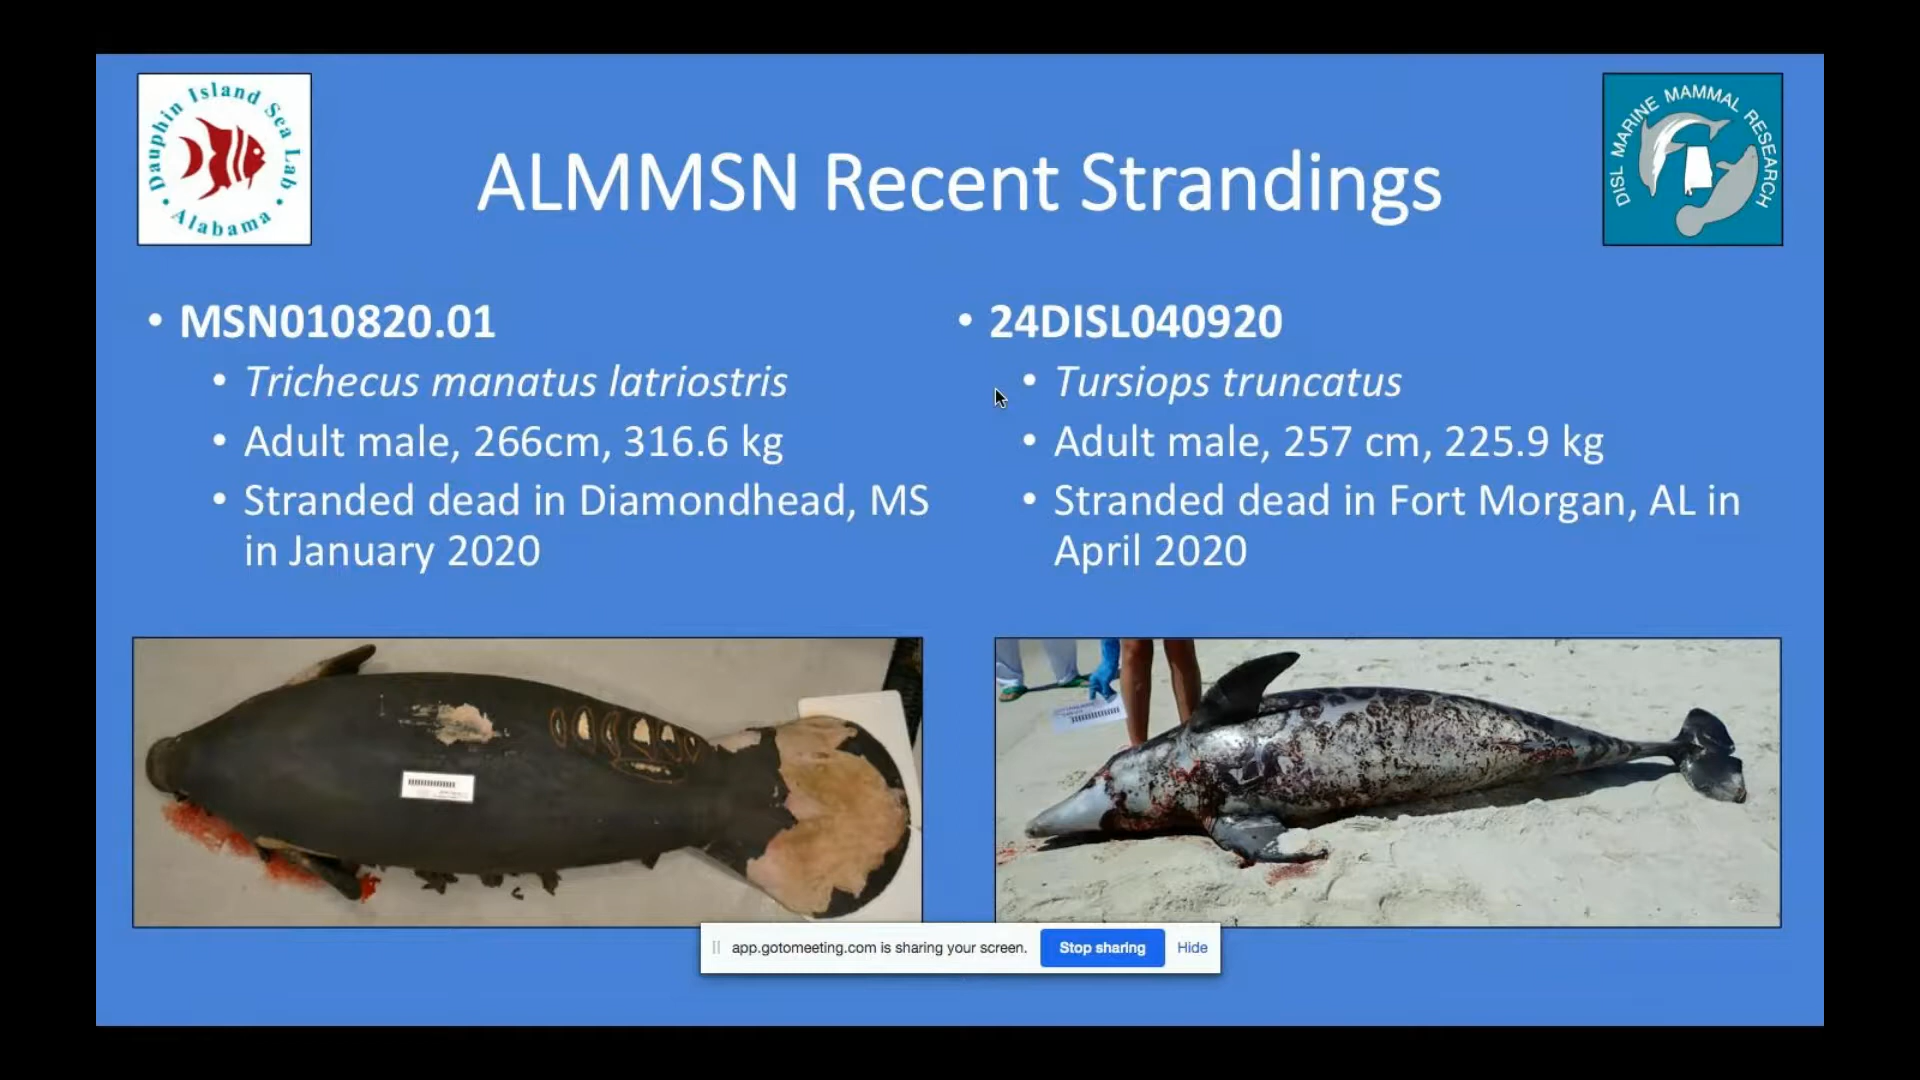 Dauphin Island Sea Lab
• Alabama •
DISL MARINE MAMMAL RESEARCH
ALMMSN Recent Strandings
• MSN010820.01
• Trichecus manatus latriostris
• Adult male, 266cm, 316.6 kg
• Stranded dead in Diamondhead, MS
in January 2020
• 24DISL040920
• Tursiops truncatus
• Adult male, 257 cm, 225.9 kg
• Stranded dead in Fort Morgan, AL in
April 2020
app.gotomeeting.com is sharing your screen.
Stop sharing
Hide